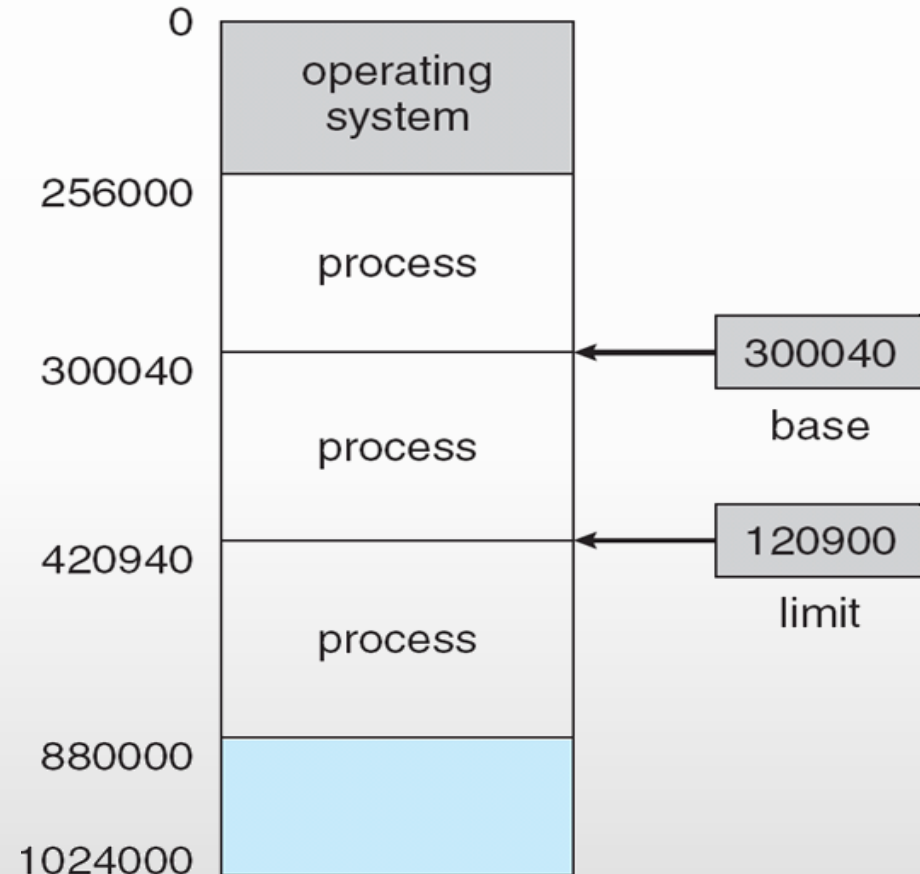 0
operating
system
256000
process
300040
300040
base
process
120900
420940
limit
process
880000
1024000